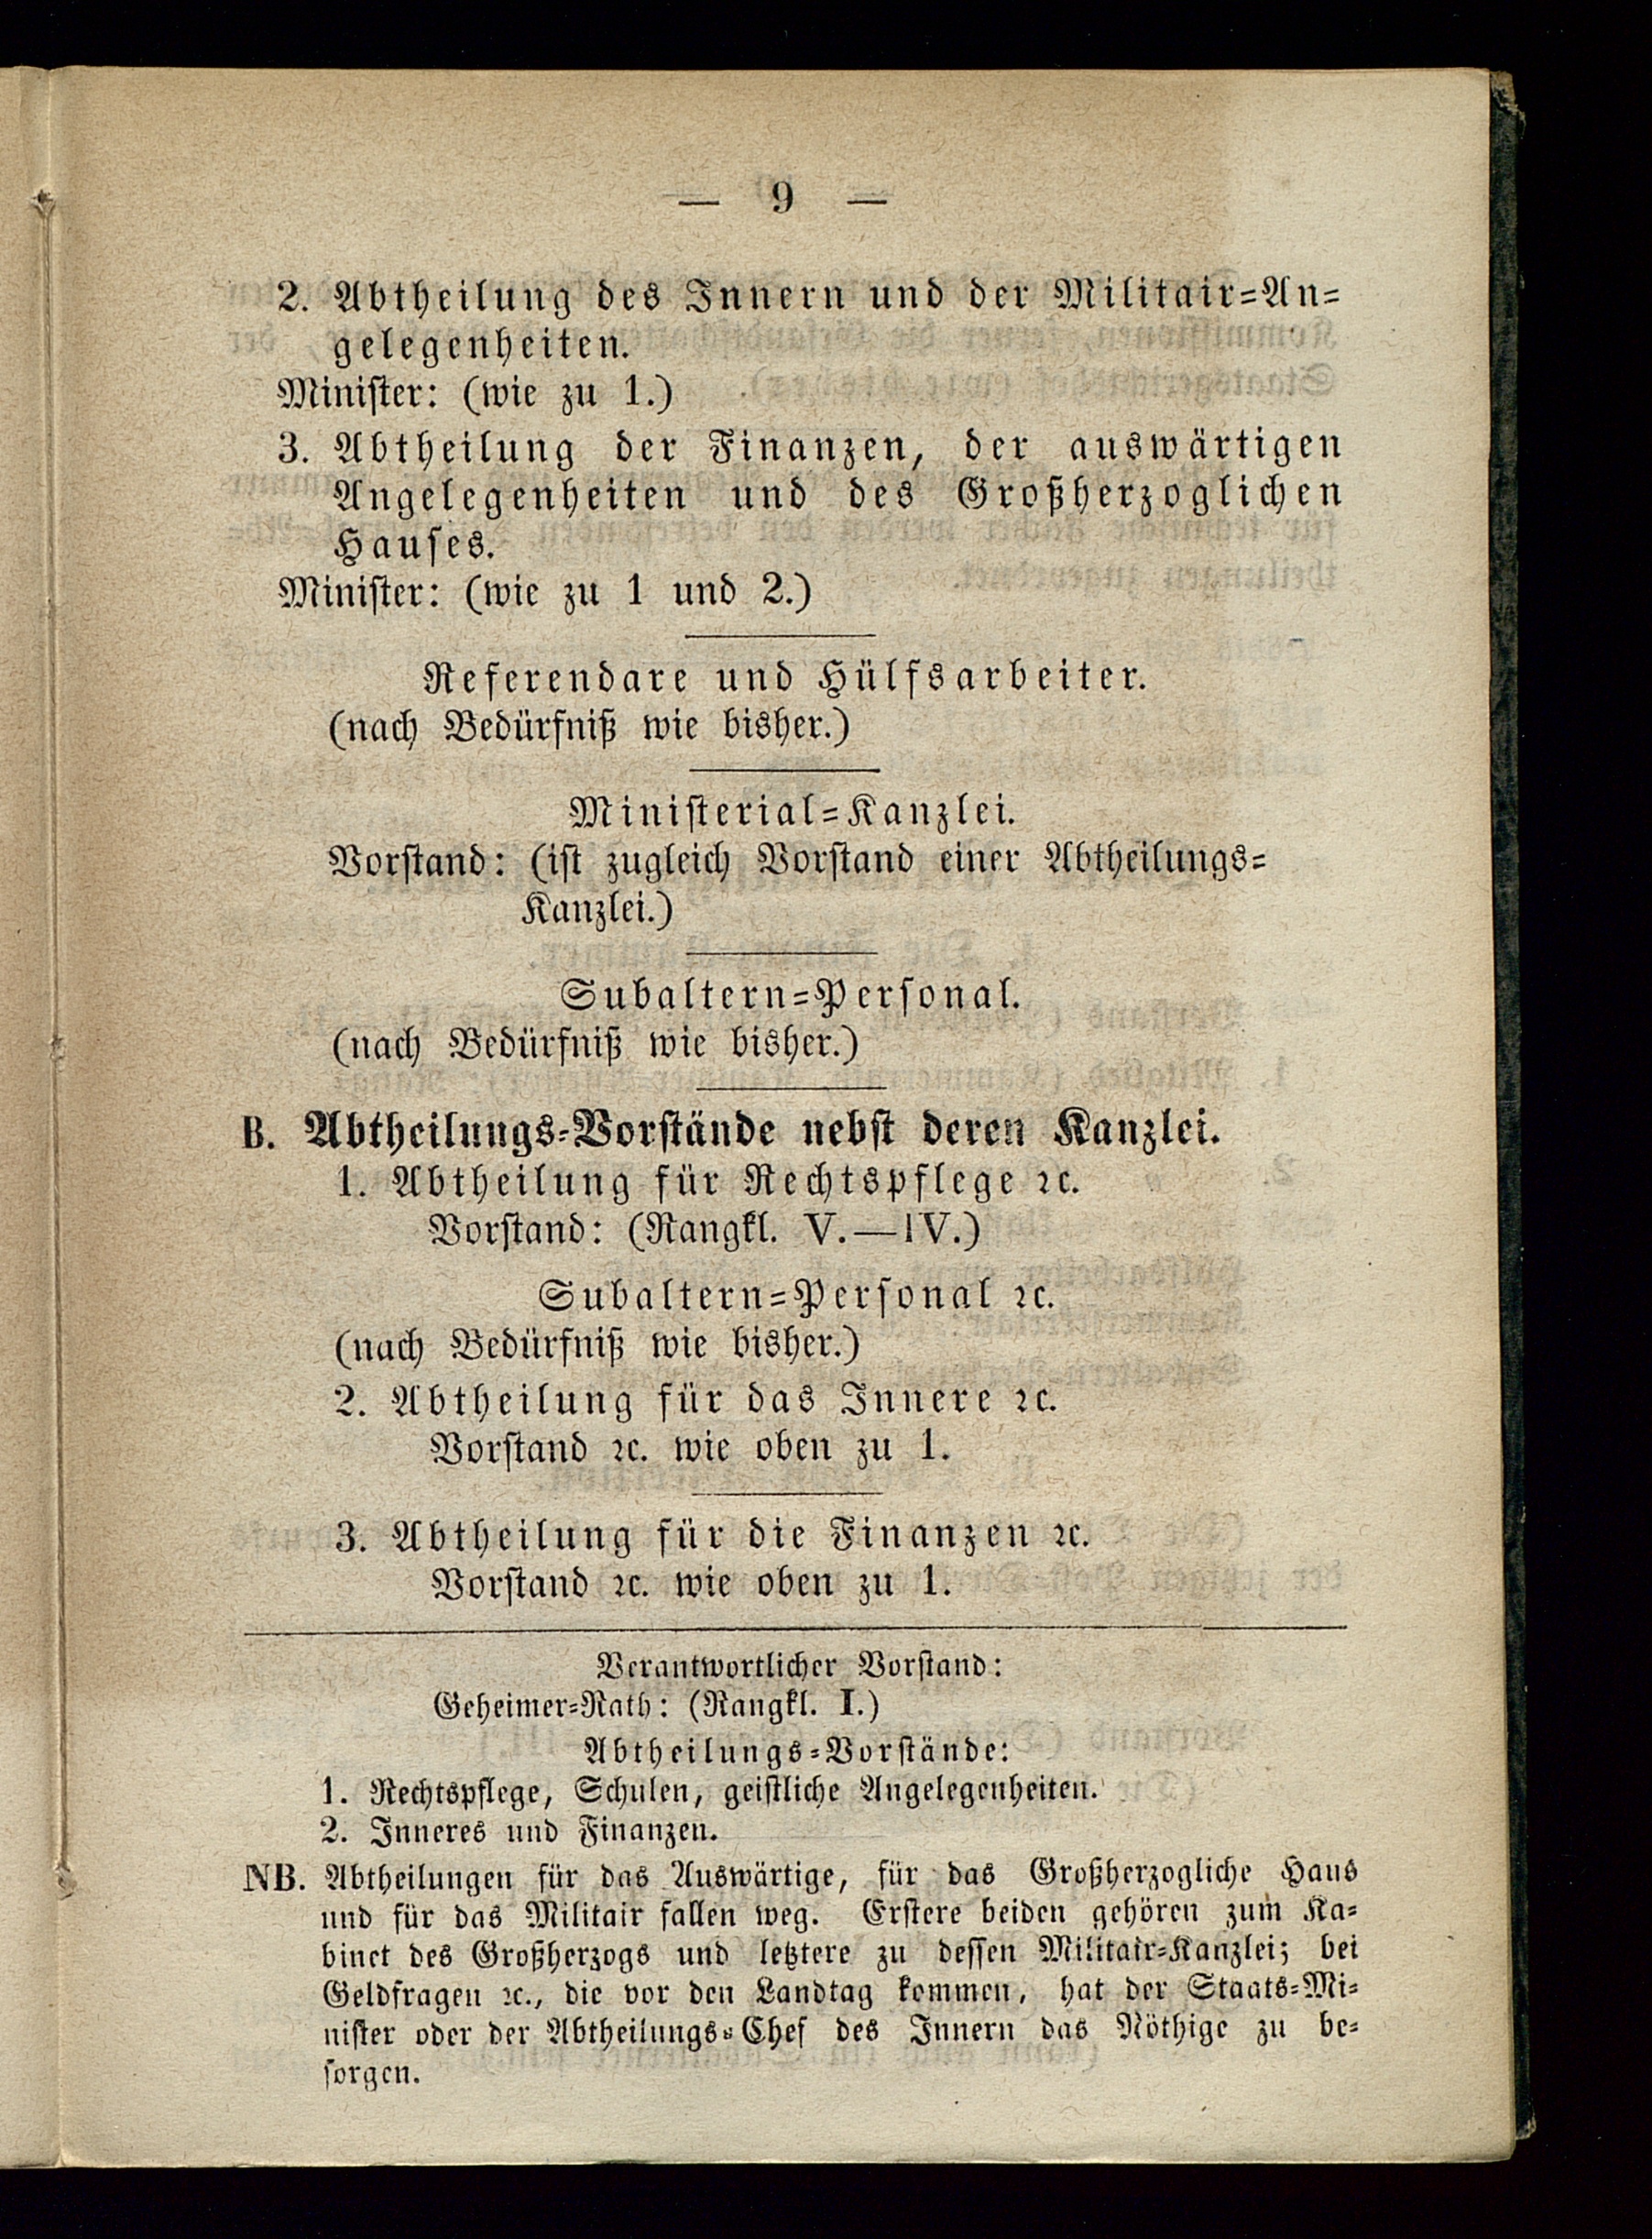 — 9 —
2. Abtheilung des Innern und der Militair-An-
gelegenheiten.
Minister: (wie zu 1.)
3. Abtheilung der Finanzen, der auswärtigen
Angelegenheiten und des Großherzoglichen
Hauses.
Minister: (wie zu 1 und 2.)
Referendare und Hülfsarbeiter.
(nach Bedürfniß wie bisher.)
Ministerial-Kanzlei.
Vorstand: (ist zugleich Vorstand einer Abtheilungs-
Kanzlei.)
Subaltern-Personal.
(nach Bedürfniß wie bisher.)
B. Abtheilungs-Vorstände nebst deren Kanzlei.
1. Abtheilung für Rechtspflege ꝛc.
Vorstand: (Rangkl. V.—IV.)
Subaltern-Personal ꝛc.
(nach Bedürfniß wie bisher.)
2. Abtheilung für das Innere ꝛc.
Vorstand ꝛc. wie oben zu 1.
3. Abtheilung für die Finanzen ꝛc.
Vorstand ꝛc. wie oben zu 1.
Verantwortlicher Vorstand:
Geheimer-Rath: (Rangkl. I.)
Abtheilungs-Vorstände:
1. Rechtspflege, Schulen, geistliche Angelegenheiten.
2. Inneres und Finanzen.
NB. Abtheilungen für das Auswärtige, für das Großherzogliche Haus
und für das Militair fallen weg. Erstere beiden gehören zum Ka-
binet des Großherzogs und letztere zu dessen Militair-Kanzlei; bei
Geldfragen ꝛc., die vor den Landtag kommen, hat der Staats-Mi-
nister oder der Abtheilungs-Chef des Innern das Nöthige zu be-
sorgen.